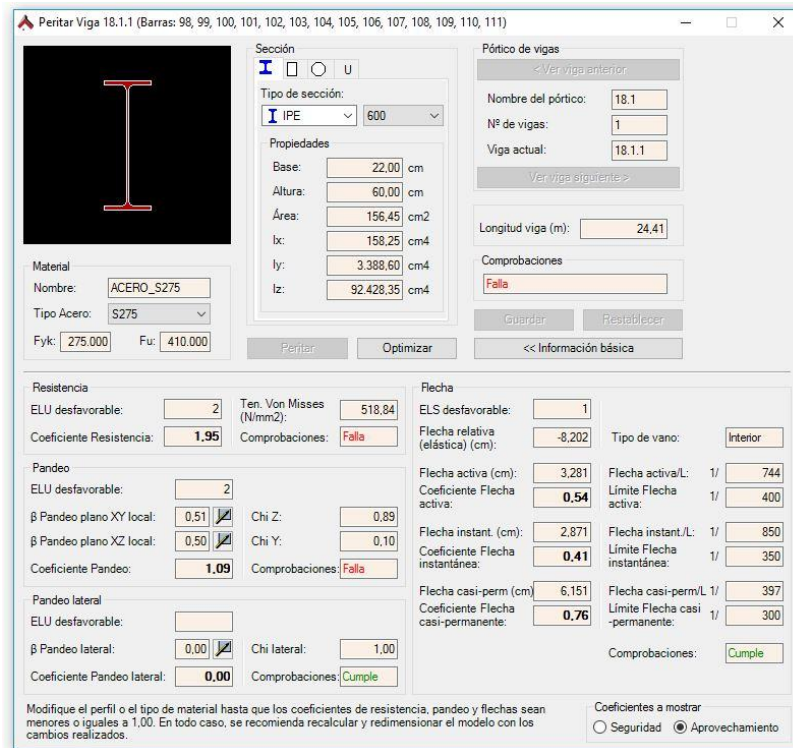 Peritar Viga 18.1.1 (Barras: 98, 99, 100, 101, 102, 103, 104, 105, 106, 107, 108, 109, 110, 111)
Sección
I U
Tipo de sección:
IPE 600
Propiedades
Base: 22,00 cm
Altura: 60,00 cm
Área: 156,45 cm2
Ix: 158,25 cm4
Iy: 3.388,60 cm4
Iz: 92.428,35 cm4
Material
Nombre: ACERO_S275
Tipo Acero: S275
Fyk: 275.000 Fu: 410.000
Peritar Optimizar
Pórtico de vigas
< Ver viga anterior
Nombre del pórtico: 18.1
Nº de vigas: 1
Viga actual: 18.1.1
Ver viga siguiente >
Longitud viga (m): 24,41
Comprobaciones
Falla
Guardar Restablecer
<< Información básica
Resistencia
ELU desfavorable: 2 Ten. Von Misses
(N/mm2): 518,84
Coeficiente Resistencia: 1,95 Comprobaciones: Falla
Pandeo
ELU desfavorable: 2
β Pandeo plano XY local: 0,51 Chi Z: 0,89
β Pandeo plano XZ local: 0,50 Chi Y: 0,10
Coeficiente Pandeo: 1,09 Comprobaciones: Falla
Pandeo lateral
ELU desfavorable:
β Pandeo lateral: 0,00 Chi lateral: 1,00
Coeficiente Pandeo lateral: 0,00 Comprobaciones: Cumple
Flecha
ELS desfavorable: 1
Flecha relativa
(elástica) (cm): -8,202 Tipo de vano: Interior
Flecha activa (cm): 3,281 Flecha activa/L: 1/ 744
Coeficiente Flecha
activa: 0,54 Límite Flecha
activa: 1/ 400
Flecha instant. (cm): 2,871 Flecha instant./L: 1/ 850
Coeficiente Flecha
instantánea: 0,41 Límite Flecha
instantánea: 1/ 350
Flecha casi-perm (cm) 6,151 Flecha casi-perm/L 1/ 397
Coeficiente Flecha
casi-permanente: 0,76 Límite Flecha casi
-permanente: 1/ 300
Comprobaciones: Cumple
Modifique el perfil o el tipo de material hasta que los coeficientes de resistencia, pandeo y flechas sean
menores o iguales a 1,00. En todo caso, se recomienda recalcular y redimensionar el modelo con los
cambios realizados.
Coeficientes a mostrar
Seguridad Aprovechamiento